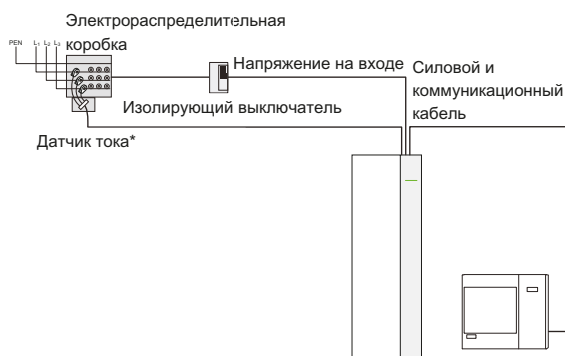 Электрораспределительная
коробка
PEN L₁ L₂ L₃
Напряжение на входе
Силовой и
коммуникационный
кабель
Изолирующий выключатель
Датчик тока*